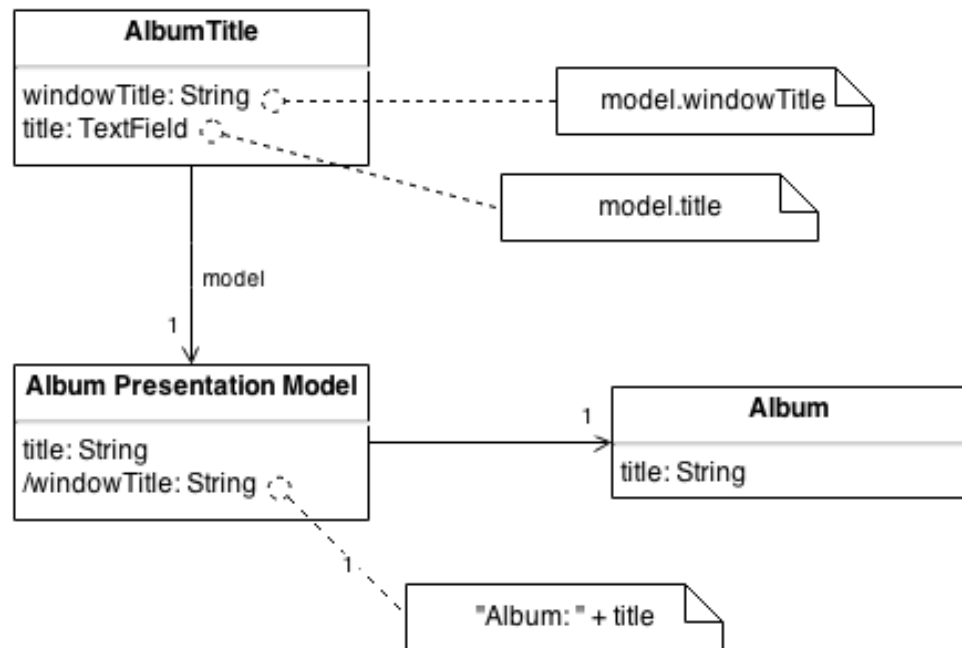 AlbumTitle
windowTitle: String
title: TextField
model.windowTitle
model.title
model
1
Album Presentation Model
title: String
/windowTitle: String
1
Album
title: String
1
"Album: " + title